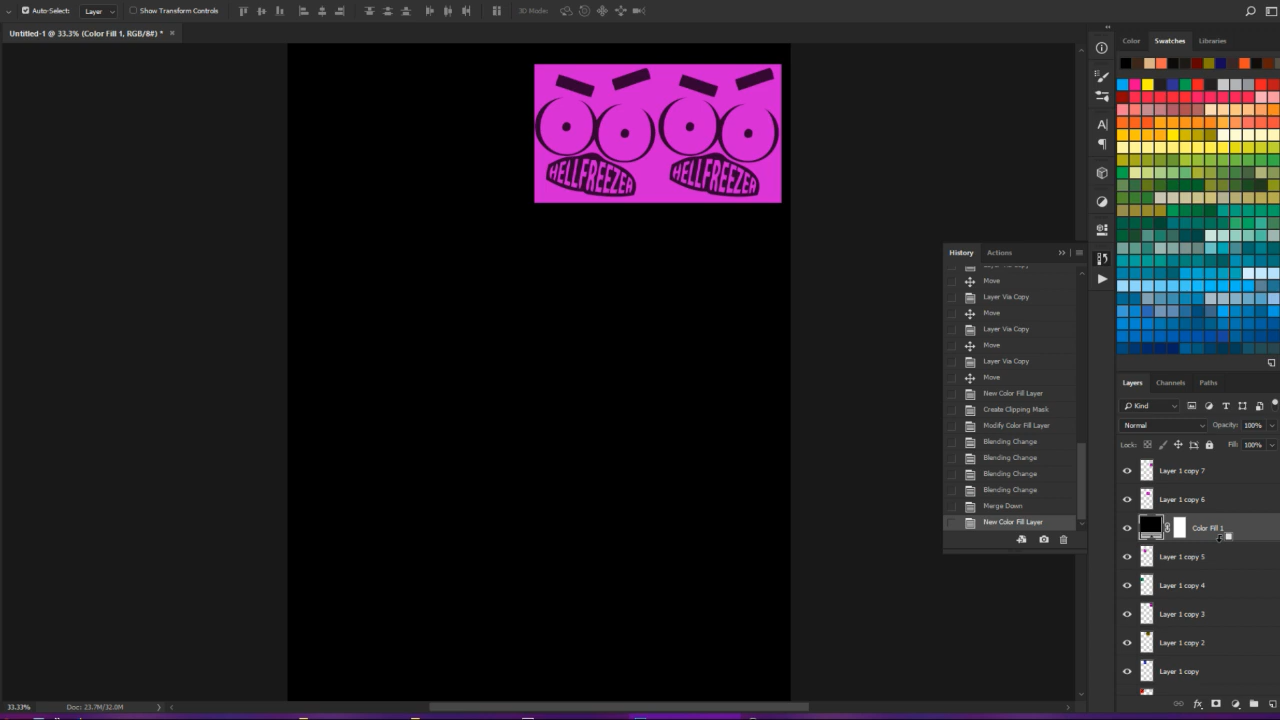 Auto-Select: Layer Show Transform Controls 3D Mode:
Untitled-1 @ 33.3% (Color Fill 1, RGB/8#) * ×
Color Swatches Libraries
HELLFREEZER HELLFREEZER
History Actions
Layer Via Copy
Move
Layer Via Copy
Move
Layer Via Copy
Move
Layer Via Copy
Move
New Color Fill Layer
Create Clipping Mask
Modify Color Fill Layer
Blending Change
Blending Change
Blending Change
Blending Change
Merge Down
New Color Fill Layer
Layers Channels Paths
Kind
Normal Opacity: 100%
Lock: Fill: 100%
Layer 1 copy 7
Layer 1 copy 6
Color Fill 1
Layer 1 copy 5
Layer 1 copy 4
Layer 1 copy 3
Layer 1 copy 2
Layer 1 copy
33.33% Doc: 23.7M/32.0M